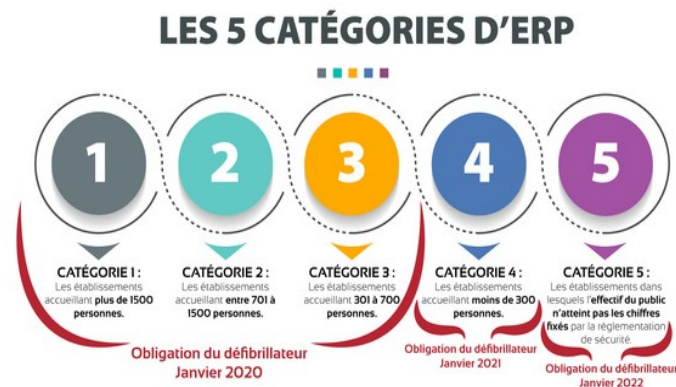 LES 5 CATÉGORIES D'ERP
1
2
3
4
5
CATÉGORIE 1 :
Les établissements
accueillant plus de 1500
personnes.
CATÉGORIE 2 :
Les établissements
accueillant entre 701 à
1500 personnes.
CATÉGORIE 3 :
Les établissements
accueillant 301 à 700
personnes.
CATÉGORIE 4 :
Les établissements
accueillant moins de 300
personnes.
CATÉGORIE 5 :
Les établissements dans
lesquels l'effectif du public
n'atteint pas les chiffres
fixés par la réglementation
de sécurité.
Obligation du défibrillateur
Janvier 2020
Obligation du défibrillateur
Janvier 2021
Obligation du défibrillateur
Janvier 2022